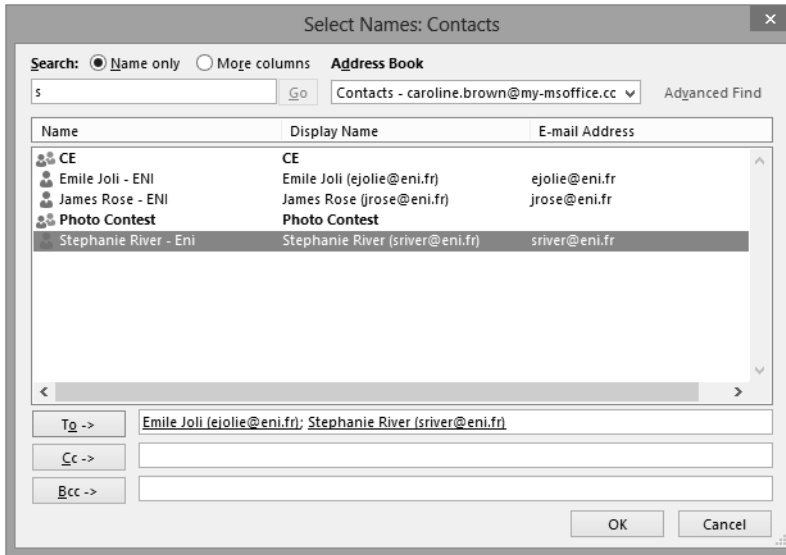 Select Names: Contacts
Search: Name only More columns Address Book
s Go Contacts - caroline.brown@my-msoffice.cc Advanced Find
Name Display Name E-mail Address
CE CE
Emile Joli - ENI Emile Joli (ejolie@eni.fr) ejolie@eni.fr
James Rose - ENI James Rose (jrose@eni.fr) jrose@eni.fr
Photo Contest Photo Contest
Stephanie River - Eni Stephanie River (sriver@eni.fr) sriver@eni.fr
To -> Emile Joli (ejolie@eni.fr); Stephanie River (sriver@eni.fr)
Cc ->
Bcc ->
OK Cancel